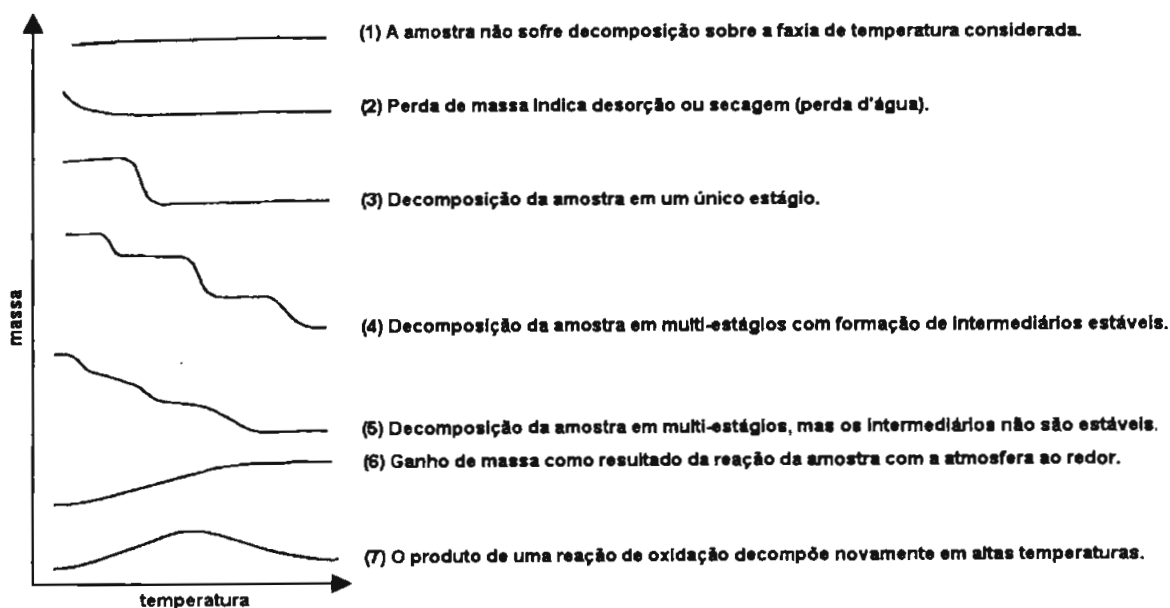 (1) A amostra não sofre decomposição sobre a faxia de temperatura considerada.
(2) Perda de massa indica desorção ou secagem (perda d'água).
(3) Decomposição da amostra em um único estágio.
(4) Decomposição da amostra em multi-estágios com formação de intermediários estáveis.
(5) Decomposição da amostra em multi-estágios, mas os intermediários não são estáveis.
(6) Ganho de massa como resultado da reação da amostra com a atmosfera ao redor.
(7) O produto de uma reação de oxidação decompõe novamente em altas temperaturas.
massa
temperatura